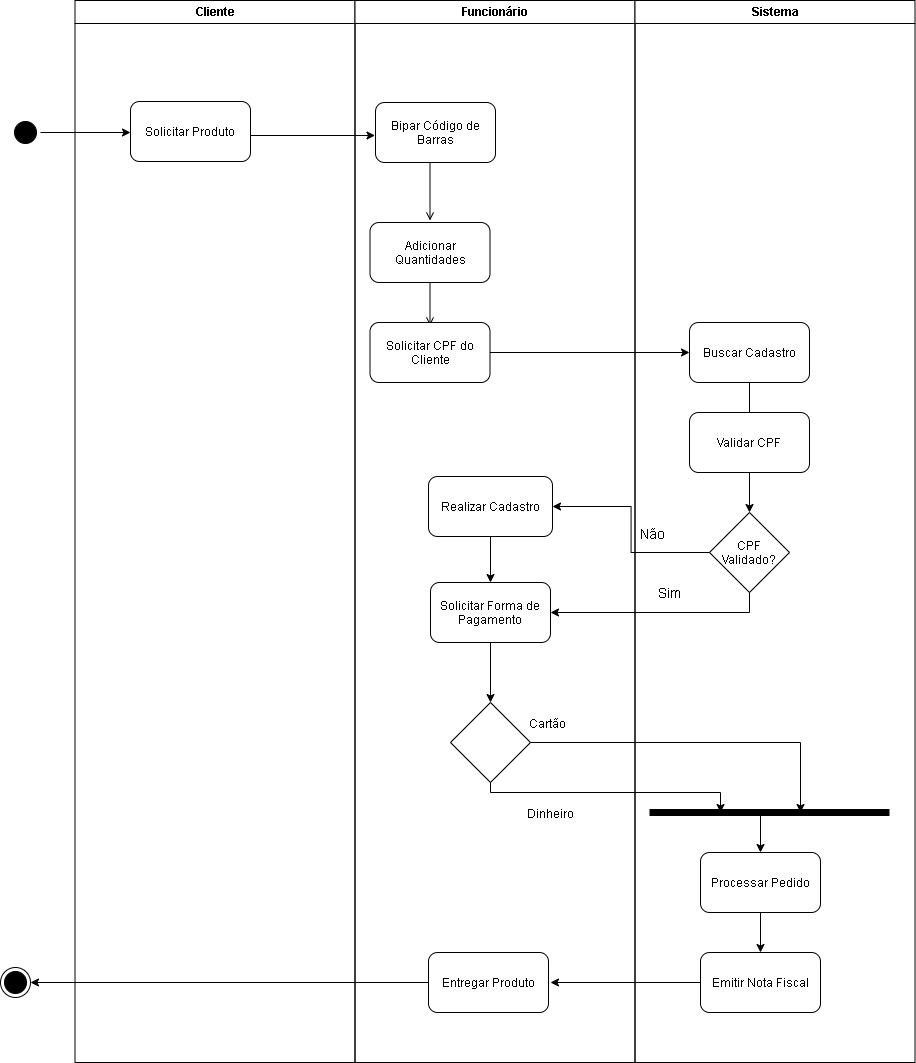 Cliente
Funcionário
Sistema
Solicitar Produto
Bipar Código de
Barras
Adicionar
Quantidades
Solicitar CPF do
Cliente
Buscar Cadastro
Validar CPF
Realizar Cadastro
Não
CPF
Validado?
Sim
Solicitar Forma de
Pagamento
Cartão
Dinheiro
Processar Pedido
Entregar Produto
Emitir Nota Fiscal